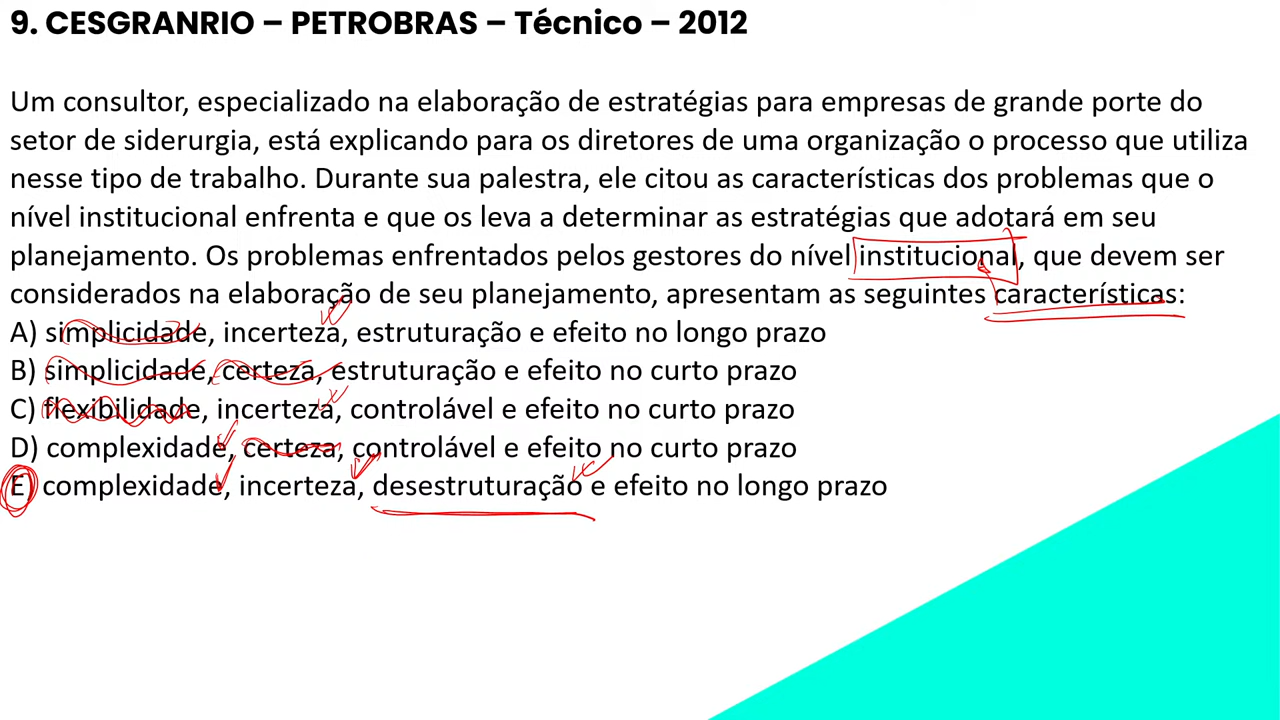 9. CESGRANRIO – PETROBRAS – Técnico – 2012
Um consultor, especializado na elaboração de estratégias para empresas de grande porte do
setor de siderurgia, está explicando para os diretores de uma organização o processo que utiliza
nesse tipo de trabalho. Durante sua palestra, ele citou as características dos problemas que o
nível institucional enfrenta e que os leva a determinar as estratégias que adotará em seu
planejamento. Os problemas enfrentados pelos gestores do nível institucional, que devem ser
considerados na elaboração de seu planejamento, apresentam as seguintes características:
A) simplicidade, incerteza, estruturação e efeito no longo prazo
B) simplicidade, certeza, estruturação e efeito no curto prazo
C) flexibilidade, incerteza, controlável e efeito no curto prazo
D) complexidade, certeza, controlável e efeito no curto prazo
E) complexidade, incerteza, desestruturação e efeito no longo prazo